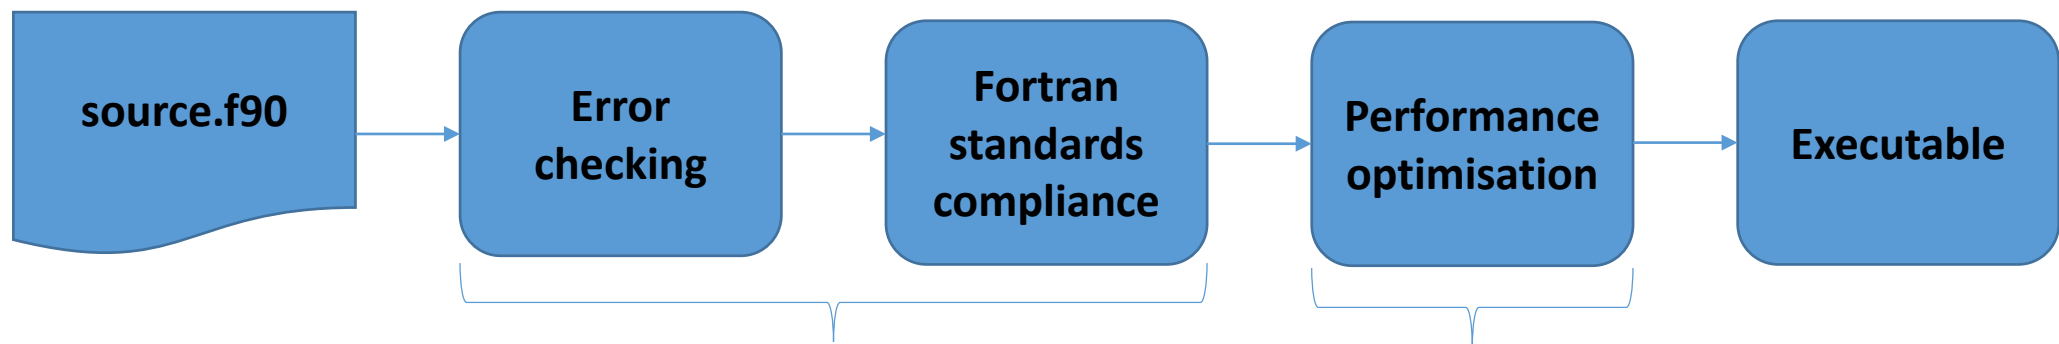 source.f90
Error
checking
Fortran
standards
compliance
Performance
optimisation
Executable